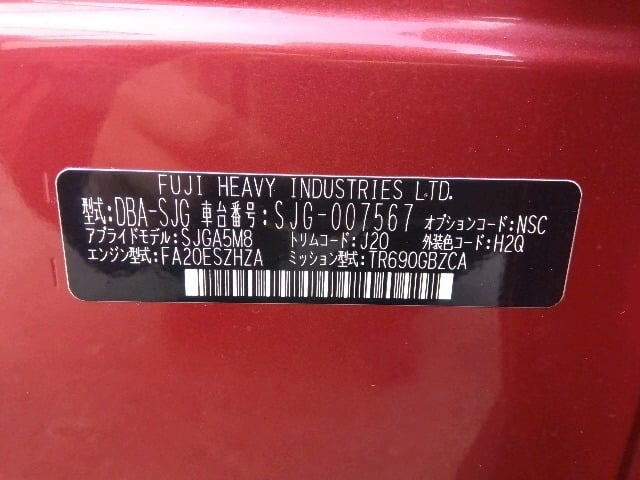 FUJI HEAVY INDUSTRIES LTD.
型式:DBA-SJG 車台番号:SJG-007567 オプションコード:NSC
アプライドモデル:SJGA5M8 トリムコード:J20 外装色コード:H2Q
エンジン型式:FA20ESZHZA ミッション型式:TR690GBZCA